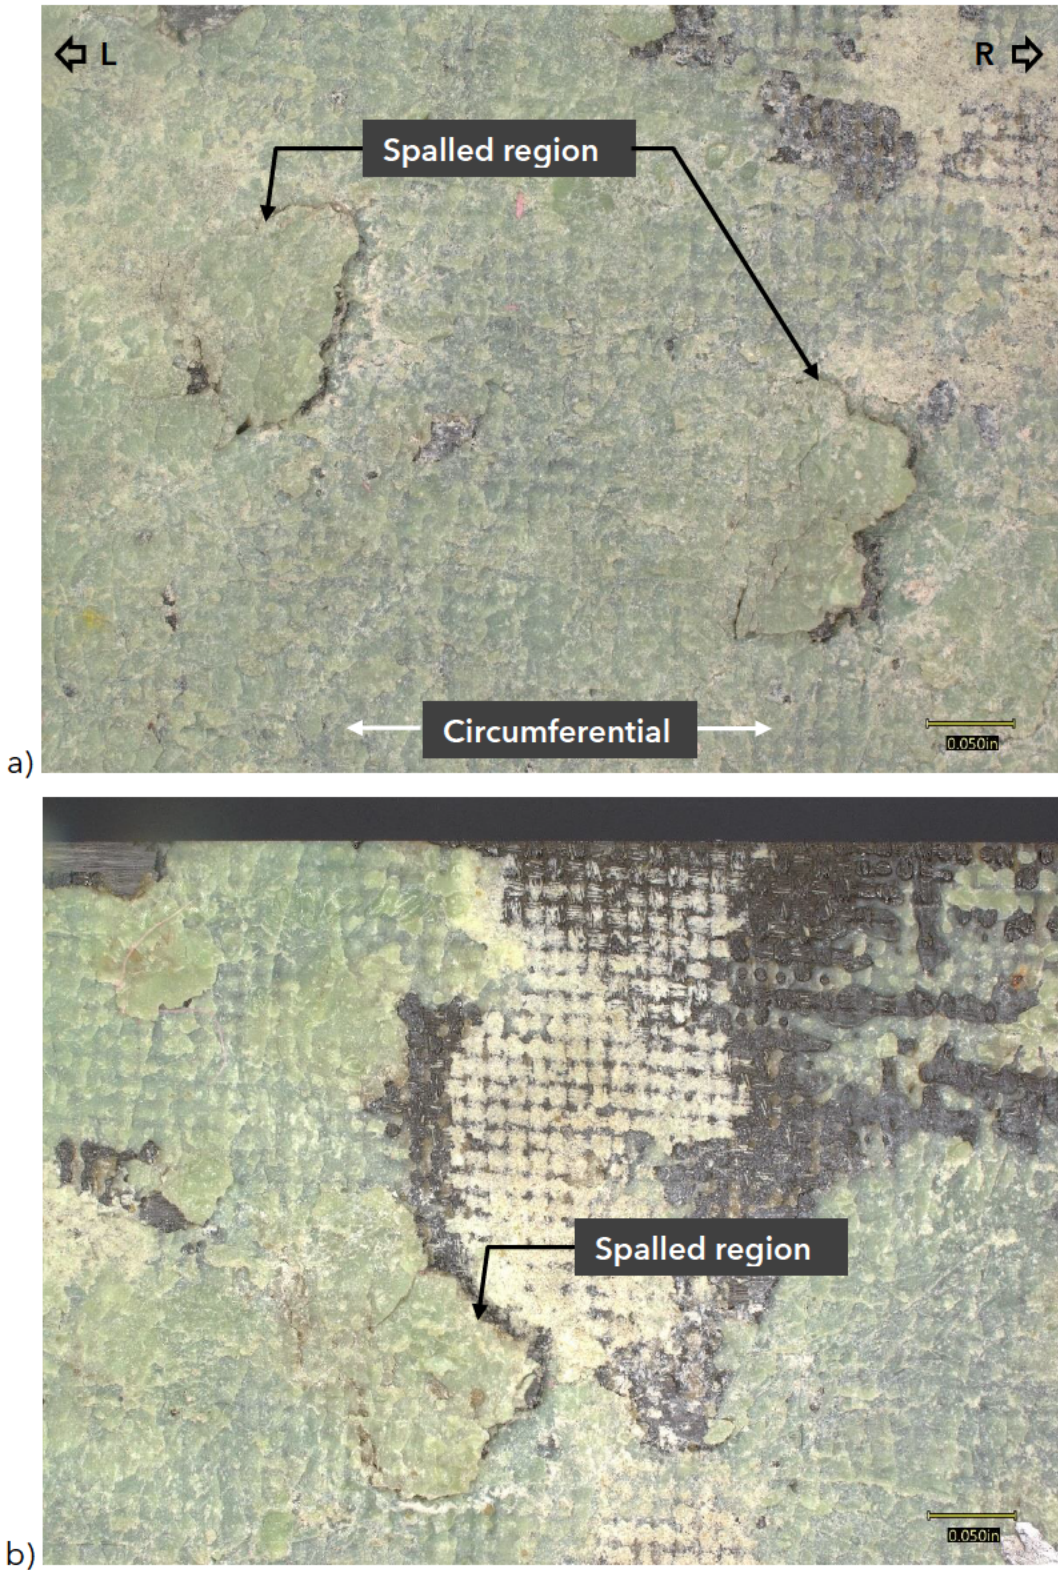 L
R
Spalled region
Circumferential
0.050in
a)
Spalled region
0.050in
b)